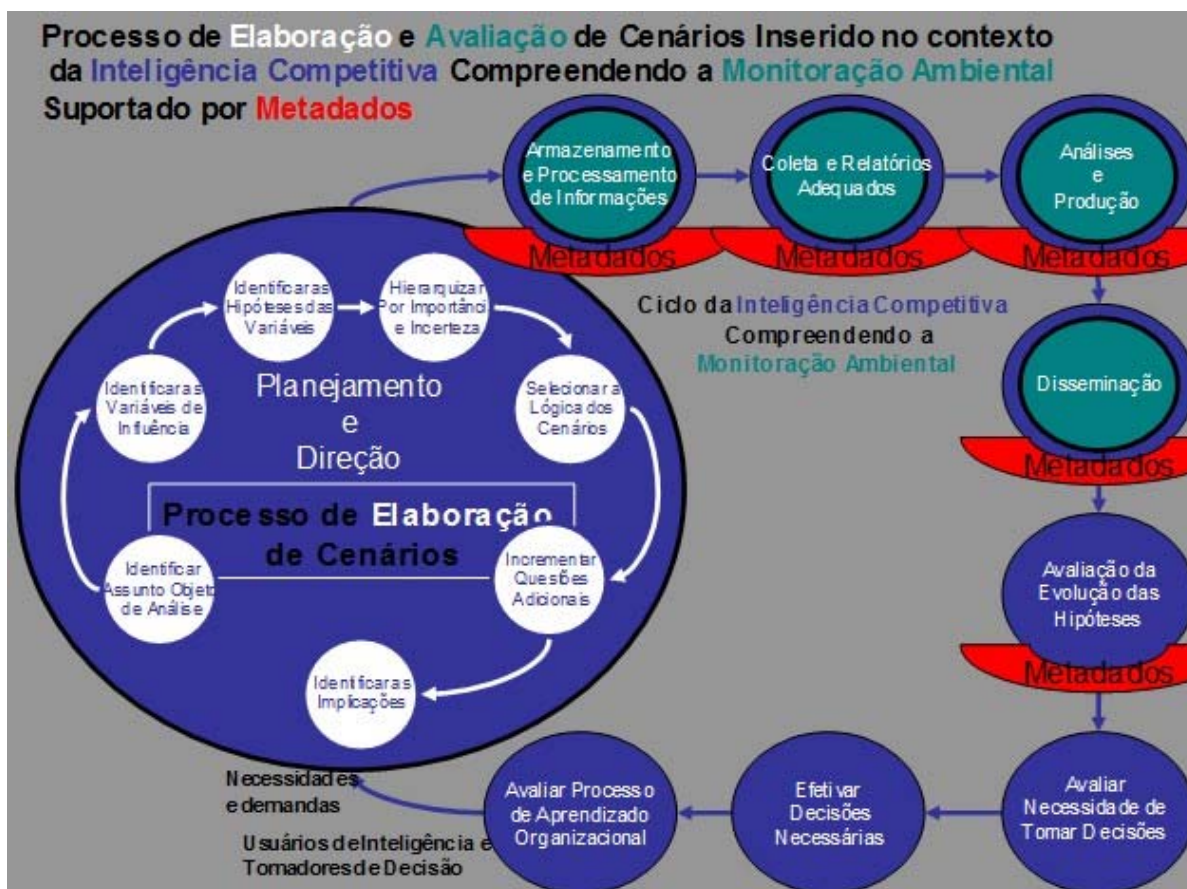 Processo de Elaboração e Avaliação de Cenários Inserido no contexto
da Inteligência Competitiva Compreendendo a Monitoração Ambiental
Suportado por Metadados
Armazenamento
e Processamento
de Informações
Metadados
Coleta e Relatórios
Adequados
Metadados
Análises
e
Produção
Metadados
Ciclo da Inteligência Competitiva
Compreendendo a
Monitoração Ambiental
Disseminação
Metadados
Avaliação da
Evolução das
Hipóteses
Metadados
Avaliar
Necessidade de
Tomar Decisões
Efetivar
Decisões
Necessárias
Avaliar Processo
de Aprendizado
Organizacional
Necessidades
e demandas
Usuários de Inteligência e
Tomadores de Decisão
Planejamento
e
Direção
Processo de Elaboração
de Cenários
Identificar
Assunto Objeto
de Análise
Identificar as
Variáveis de
Influência
Identificar as
Hipóteses das
Variáveis
Hierarquizar
Por Importânci
e Incerteza
Selecionar a
Lógica dos
Cenários
Incrementar
Questões
Adicionais
Identificar as
Implicações